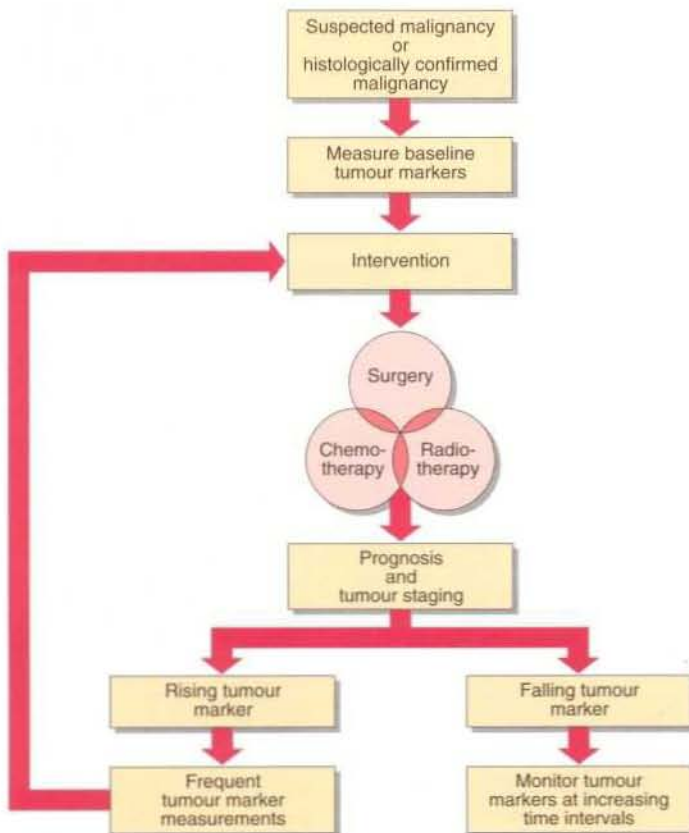 Suspected malignancy
or
histologically confirmed
malignancy
Measure baseline
tumour markers
Intervention
Surgery
Chemo-
therapy
Radio-
therapy
Prognosis
and
tumour staging
Rising tumour
marker
Falling tumour
marker
Frequent
tumour marker
measurements
Monitor tumour
markers at increasing
time intervals